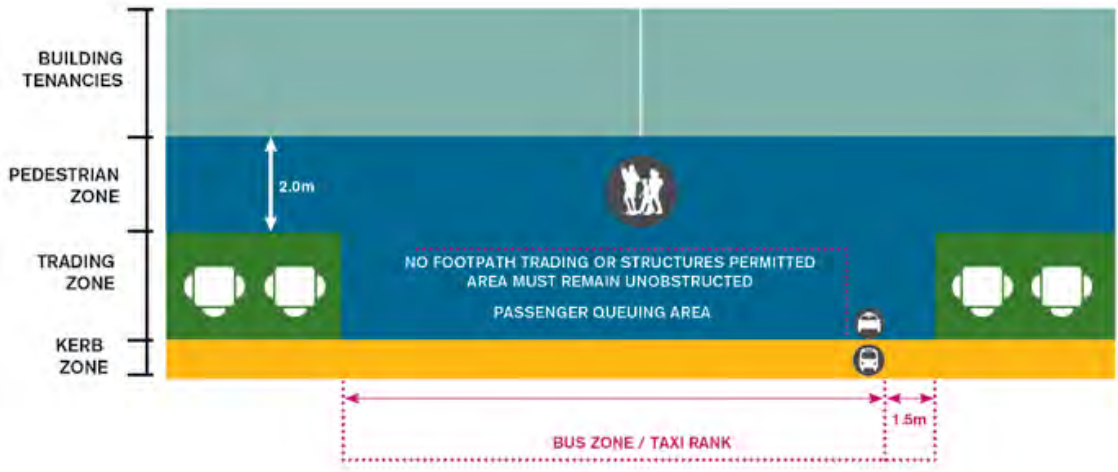 BUILDING
TENANCIES
PEDESTRIAN
ZONE
2.0m
TRADING
ZONE
NO FOOTPATH TRADING OR STRUCTURES PERMITTED
AREA MUST REMAIN UNOBSTRUCTED
PASSENGER QUEUING AREA
KERB
ZONE
1.5m
BUS ZONE / TAXI RANK